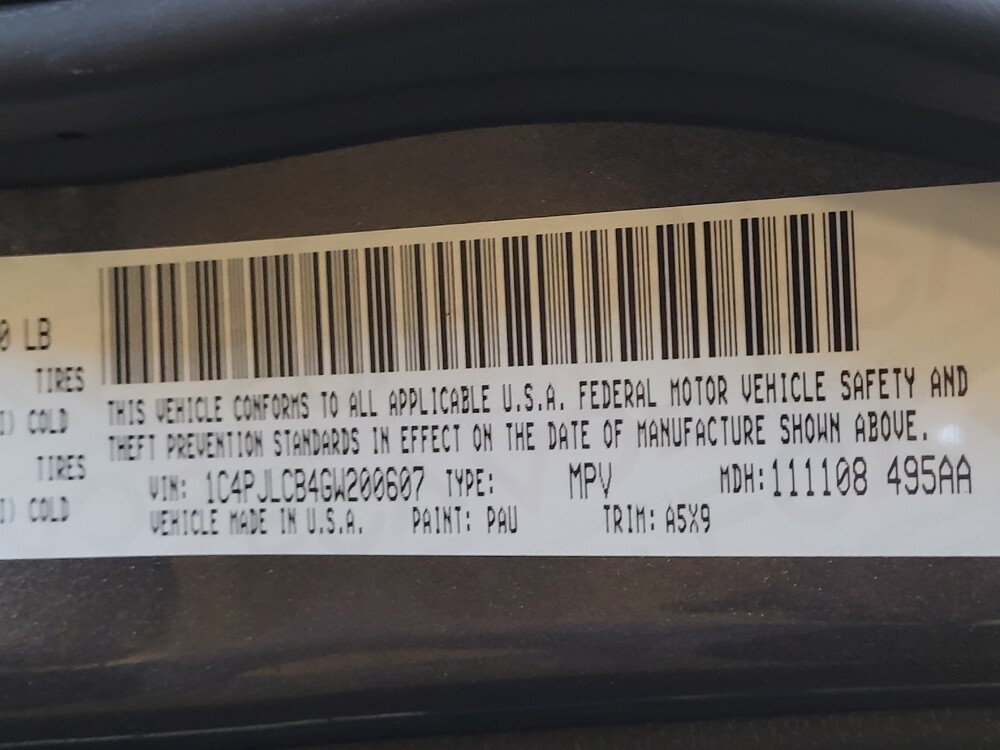 0 LB
TIRES
THIS VEHICLE CONFORMS TO ALL APPLICABLE U.S.A. FEDERAL MOTOR VEHICLE SAFETY AND
I) COLD
THEFT PREVENTION STANDARDS IN EFFECT ON THE DATE OF MANUFACTURE SHOWN ABOVE.
TIRES
VIN: 1C4PJLCB4GW200607 TYPE: MPV MDH: 111108 495AA
I) COLD
VEHICLE MADE IN U.S.A. PAINT: PAU TRIM: A5X9